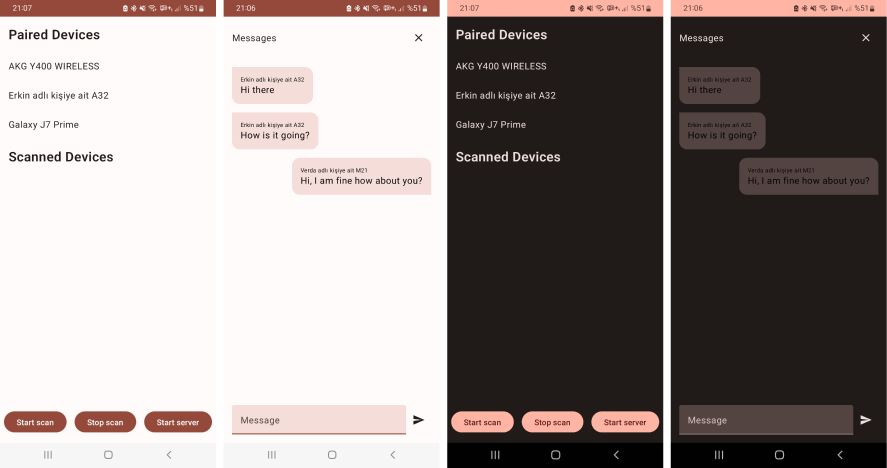 21:07
%51
Paired Devices
AKG Y400 WIRELESS
Erkin adlı kişiye ait A32
Galaxy J7 Prime
Scanned Devices
Start scan
Stop scan
Start server
21:06
%51
Messages
Erkin adlı kişiye ait A32
Hi there
Erkin adlı kişiye ait A32
How is it going?
Verda adlı kişiye ait M21
Hi, I am fine how about you?
Message
21:07
%51
Paired Devices
AKG Y400 WIRELESS
Erkin adlı kişiye ait A32
Galaxy J7 Prime
Scanned Devices
Start scan
Stop scan
Start server
21:06
%51
Messages
Erkin adlı kişiye ait A32
Hi there
Erkin adlı kişiye ait A32
How is it going?
Verda adlı kişiye ait M21
Hi, I am fine how about you?
Message